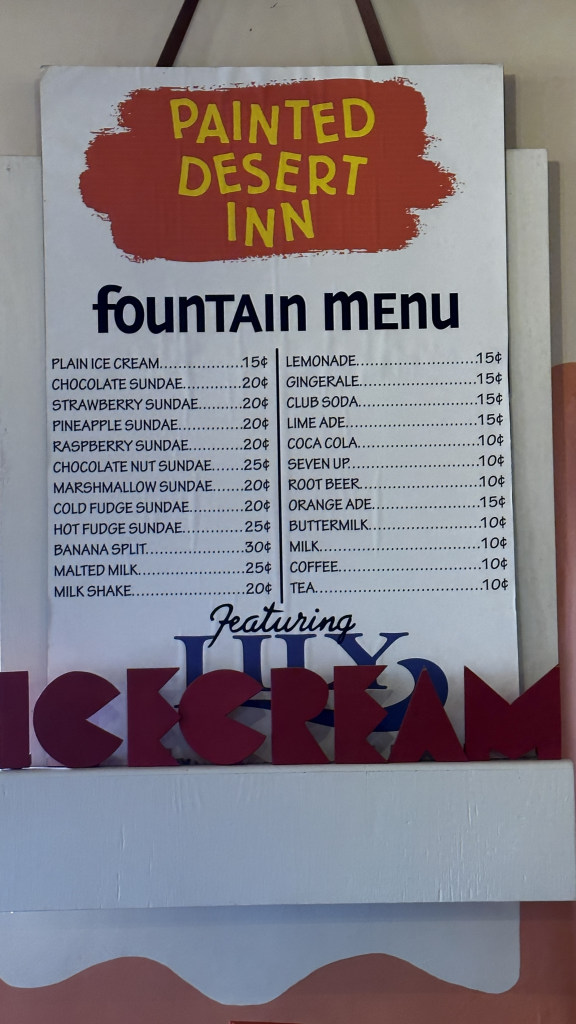 PAINTED
DESERT
INN
fountain menu
PLAIN ICE CREAM....................15¢
CHOCOLATE SUNDAE..............20¢
STRAWBERRY SUNDAE..........20¢
PINEAPPLE SUNDAE...............20¢
RASPBERRY SUNDAE.............20¢
CHOCOLATE NUT SUNDAE......25¢
MARSHMALLOW SUNDAE.......20¢
COLD FUDGE SUNDAE............20¢
HOT FUDGE SUNDAE..............25¢
BANANA SPLIT.......................30¢
MALTED MILK.........................25¢
MILK SHAKE..........................20¢
LEMONADE............................15¢
GINGERALE...........................15¢
CLUB SODA...........................15¢
LIME ADE..............................15¢
COCA COLA...........................10¢
SEVEN UP.............................10¢
ROOT BEER...........................10¢
ORANGE ADE.........................15¢
BUTTERMILK..........................10¢
MILK....................................10¢
COFFEE................................10¢
TEA.....................................10¢
Featuring
LILY
ICE CREAM